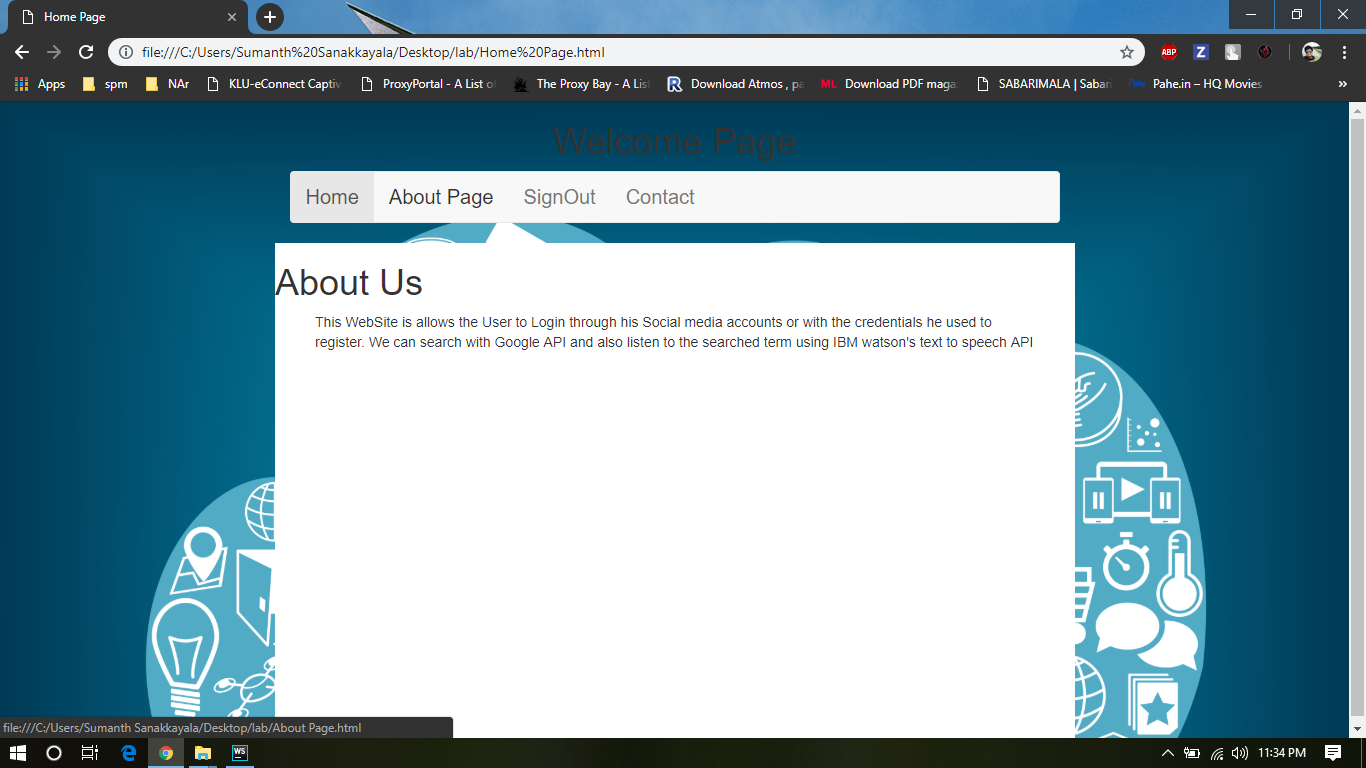 Home Page
file:///C:/Users/Sumanth%20Sanakkayala/Desktop/lab/Home%20Page.html
ABP
Z
Apps
spm
NAr
KLU-eConnect Captiv
ProxyPortal - A List of
The Proxy Bay - A Lis
R
Download Atmos , pa
ML
Download PDF maga
SABARIMALA | Sabari
Pahe
Pahe.in – HQ Movies
»
Welcome Page
Home
About Page
SignOut
Contact
About Us
This WebSite is allows the User to Login through his Social media accounts or with the credentials he used to
register. We can search with Google API and also listen to the searched term using IBM watson's text to speech API
file:///C:/Users/Sumanth Sanakkayala/Desktop/lab/About Page.html
WS
11:34 PM